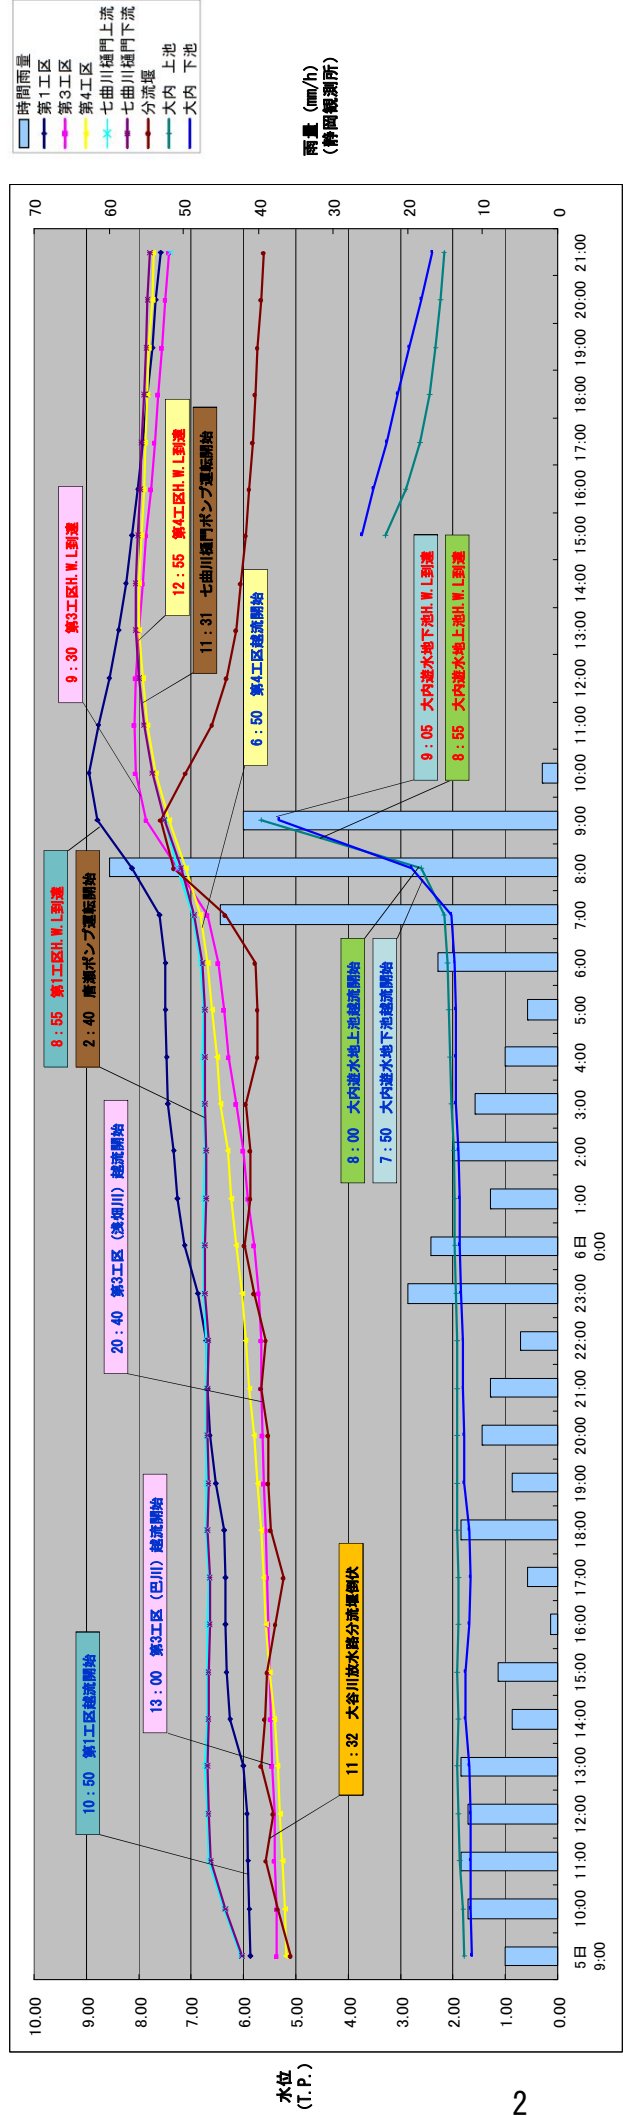 時間雨量
第1工区
第3工区
第4工区
七曲川樋門上流
七曲川樋門下流
分流堰
大内　上池
大内　下池
雨量 (mm/h)
(静岡観測所)
水位
(T.P.)
10.00
9.00
8.00
7.00
6.00
5.00
4.00
3.00
2.00
1.00
0.00
70
60
50
40
30
20
10
0
10：50　第1工区越流開始
13：00　第3工区（巴川）越流開始
11：32　大谷川放水路分流堰倒伏
20：40　第3工区（浅畑川）越流開始
8：55　第1工区H.W.L到達
2：40　唐瀬ポンプ運転開始
8：00　大内遊水地上池越流開始
7：50　大内遊水地下池越流開始
9：30　第3工区H.W.L到達
12：55　第4工区H.W.L到達
11：31　七曲川樋門ポンプ運転開始
6：50　第4工区越流開始
9：05　大内遊水地下池H.W.L到達
8：55　大内遊水地上池H.W.L到達
5日
9:00
10:00
11:00
12:00
13:00
14:00
15:00
16:00
17:00
18:00
19:00
20:00
21:00
22:00
23:00
6日
0:00
1:00
2:00
3:00
4:00
5:00
6:00
7:00
8:00
9:00
10:00
11:00
12:00
13:00
14:00
15:00
16:00
17:00
18:00
19:00
20:00
21:00
2